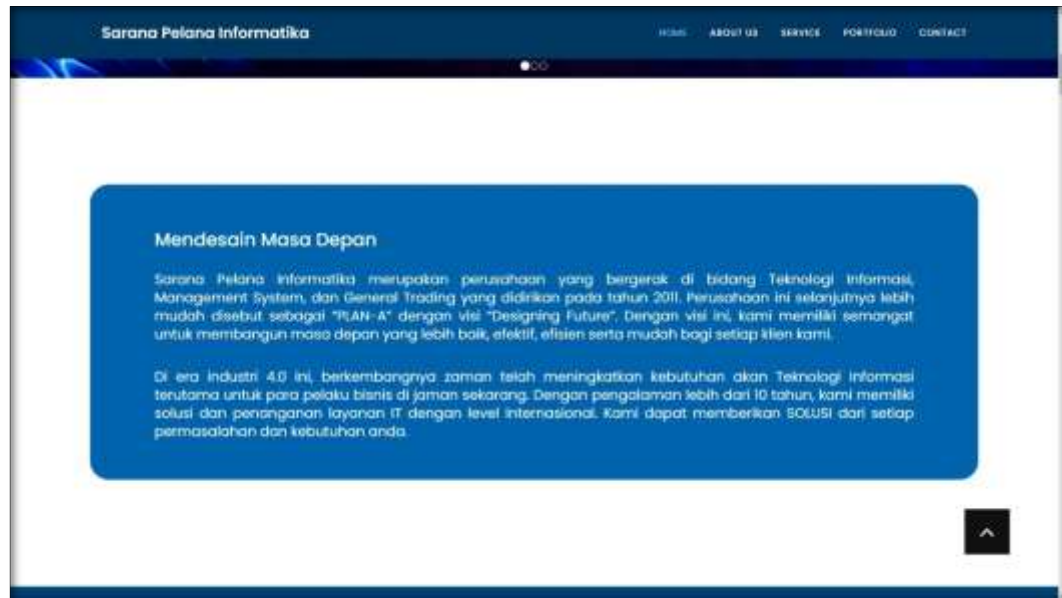 Sarana Pelana Informatika
HOME ABOUT US SERVICE PORTFOLIO CONTACT
Mendesain Masa Depan
Sarana Pelana Informatika merupakan perusahaan yang bergerak di bidang Teknologi Informasi,
Management System, dan General Trading yang didirikan pada tahun 2011. Perusahaan ini selanjutnya lebih
mudah disebut sebagai "PLAN-A" dengan visi "Designing Future". Dengan visi ini, kami memiliki semangat
untuk membangun masa depan yang lebih baik, efektif, efisien serta mudah bagi setiap klien kami.
Di era industri 4.0 ini, berkembangnya zaman telah meningkatkan kebutuhan akan Teknologi Informasi
terutama untuk para pelaku bisnis di jaman sekarang. Dengan pengalaman lebih dari 10 tahun, kami memiliki
solusi dan penanganan layanan IT dengan level internasional. Kami dapat memberikan SOLUSI dari setiap
permasalahan dan kebutuhan anda.